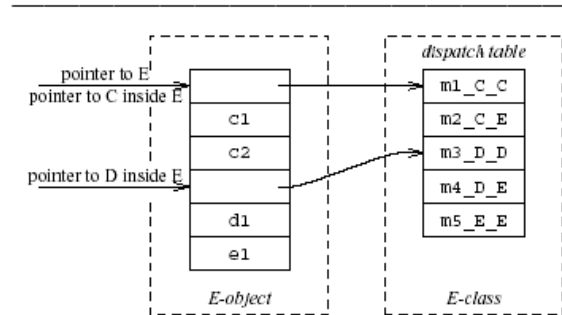 dispatch table
pointer to E
pointer to C inside E
m1_C_C
c1
m2_C_E
c2
m3_D_D
pointer to D inside E
m4_D_E
d1
m5_E_E
e1
E-object
E-class